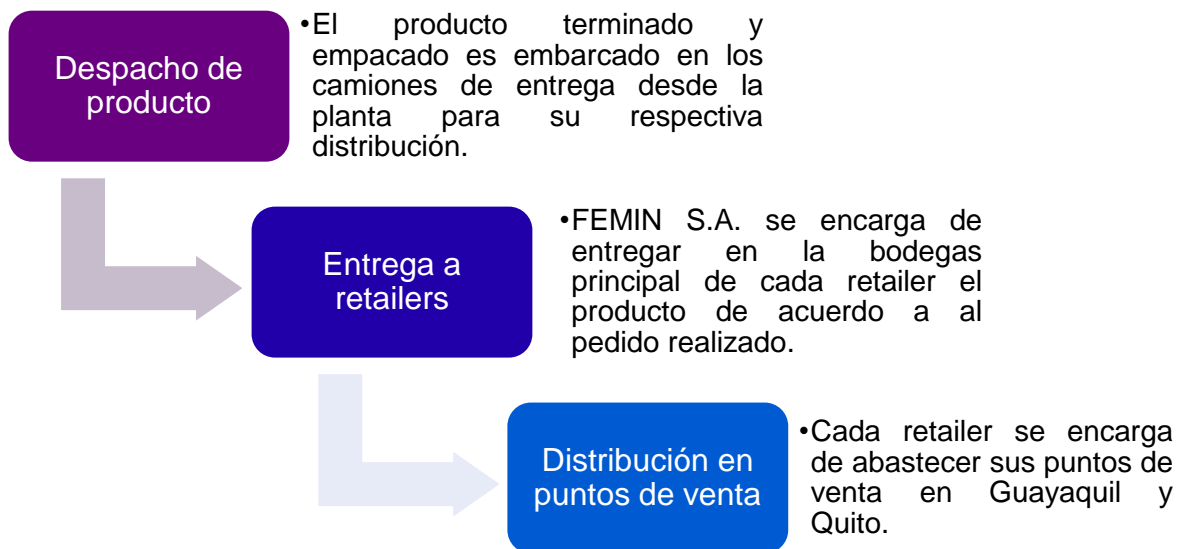 Despacho de
producto
•El producto terminado y
empacado es embarcado en los
camiones de entrega desde la
planta para su respectiva
distribución.
Entrega a
retailers
•FEMIN S.A. se encarga de
entregar en la bodegas
principal de cada retailer el
producto de acuerdo a al
pedido realizado.
Distribución en
puntos de venta
•Cada retailer se encarga
de abastecer sus puntos de
venta en Guayaquil y
Quito.